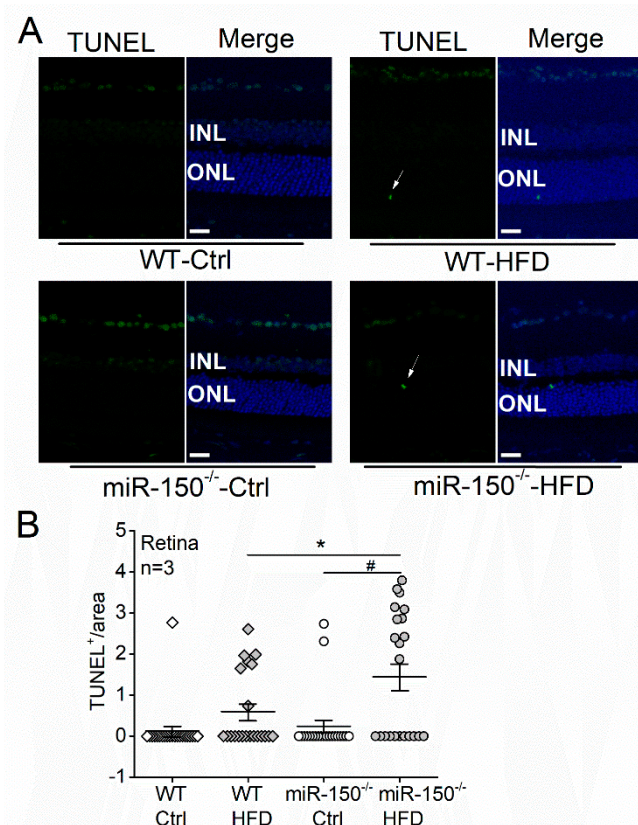 A
TUNEL Merge TUNEL Merge
INL
ONL
INL
ONL
WT-Ctrl WT-HFD
INL
ONL
INL
ONL
miR-150-/--Ctrl miR-150-/--HFD
B
Retina
n=3
*
#
TUNEL+/area
5
4
3
2
1
0
-1
WT WT miR-150-/- miR-150-/-
Ctrl HFD Ctrl HFD